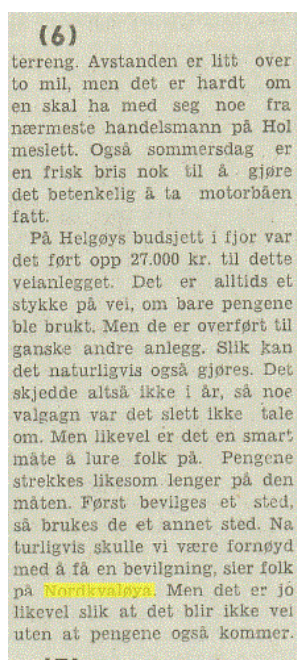 (6)
terreng. Avstanden er litt over
to mil, men det er hardt om
en skal ha med seg noe fra
nærmeste handelsmann på Hol
meslett. Også sommersdag er
en frisk bris nok til å gjøre
det betenkelig å ta motorbåen
fatt.
På Helgøys budsjett i fjor var
det ført opp 27.000 kr. til dette
veianlegget. Det er alltids et
stykke på vei, om bare pengene
ble brukt. Men de er overført til
ganske andre anlegg. Slik kan
det naturligvis også gjøres. Det
skjedde altså ikke i år, så noe
valgagn var det slett ikke tale
om. Men likevel er det en smart
måte å lure folk på. Pengene
strekkes likesom lenger på den
måten. Først bevilges et sted,
så brukes de et annet sted. Na
turligvis skulle vi være fornøyd
med å få en bevilgning, sier folk
på Nordkvaløya. Men det er jo
likevel slik at det blir ikke vei
uten at pengene også kommer.